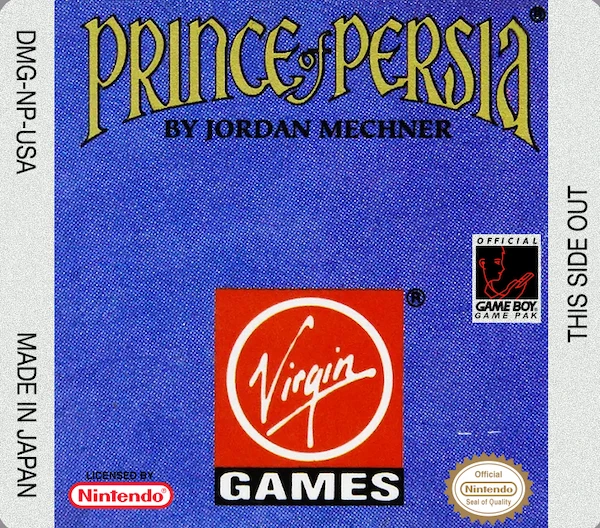 PRINCE of PERSIA®
BY JORDAN MECHNER
DMG-NP-USA
MADE IN JAPAN
THIS SIDE OUT
OFFICIAL
GAME BOY
GAME PAK
Virgin®
GAMES
LICENSED BY
Nintendo®
Official
Nintendo
Seal of Quality